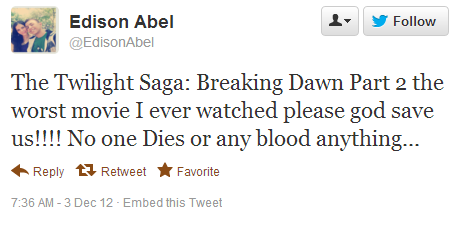 Edison Abel
@EdisonAbel
Follow
The Twilight Saga: Breaking Dawn Part 2 the
worst movie I ever watched please god save
us!!!! No one Dies or any blood anything...
Reply Retweet Favorite
7:36 AM - 3 Dec 12 · Embed this Tweet